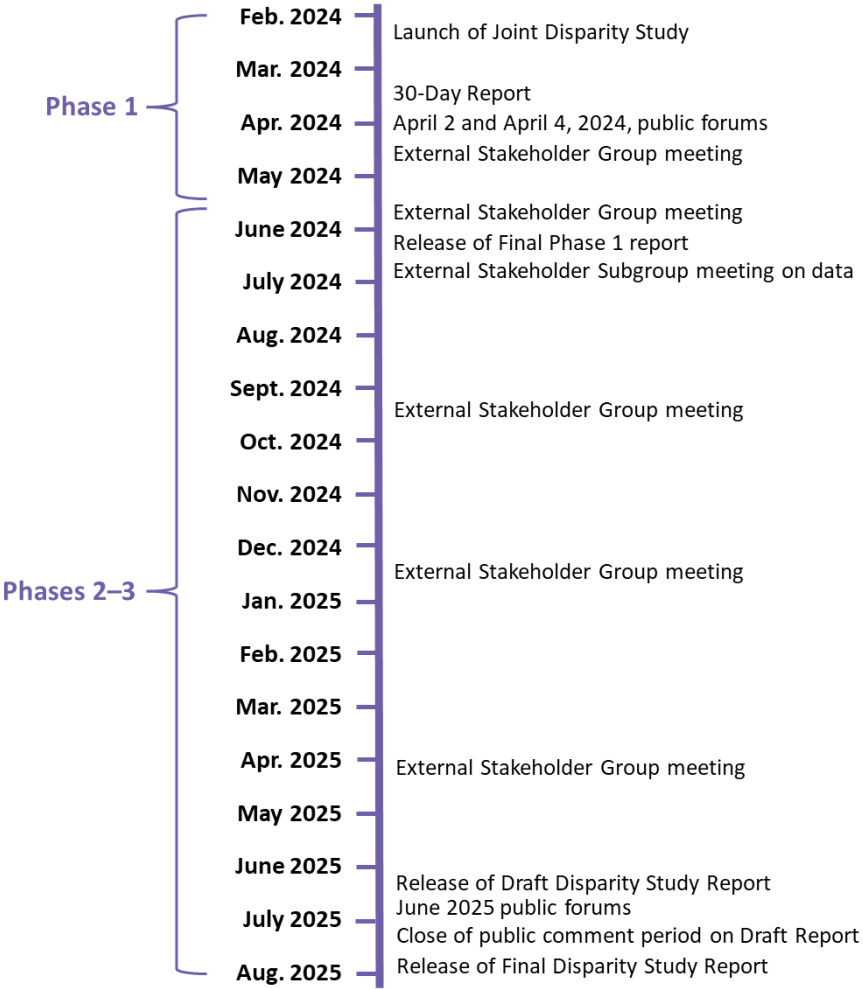 Feb. 2024
Launch of Joint Disparity Study
Mar. 2024
30-Day Report
Phase 1
Apr. 2024
April 2 and April 4, 2024, public forums
External Stakeholder Group meeting
May 2024
External Stakeholder Group meeting
June 2024
Release of Final Phase 1 report
External Stakeholder Subgroup meeting on data
July 2024
Aug. 2024
Sept. 2024
External Stakeholder Group meeting
Oct. 2024
Nov. 2024
Dec. 2024
External Stakeholder Group meeting
Phases 2–3
Jan. 2025
Feb. 2025
Mar. 2025
Apr. 2025
External Stakeholder Group meeting
May 2025
June 2025
Release of Draft Disparity Study Report
June 2025 public forums
July 2025
Close of public comment period on Draft Report
Release of Final Disparity Study Report
Aug. 2025